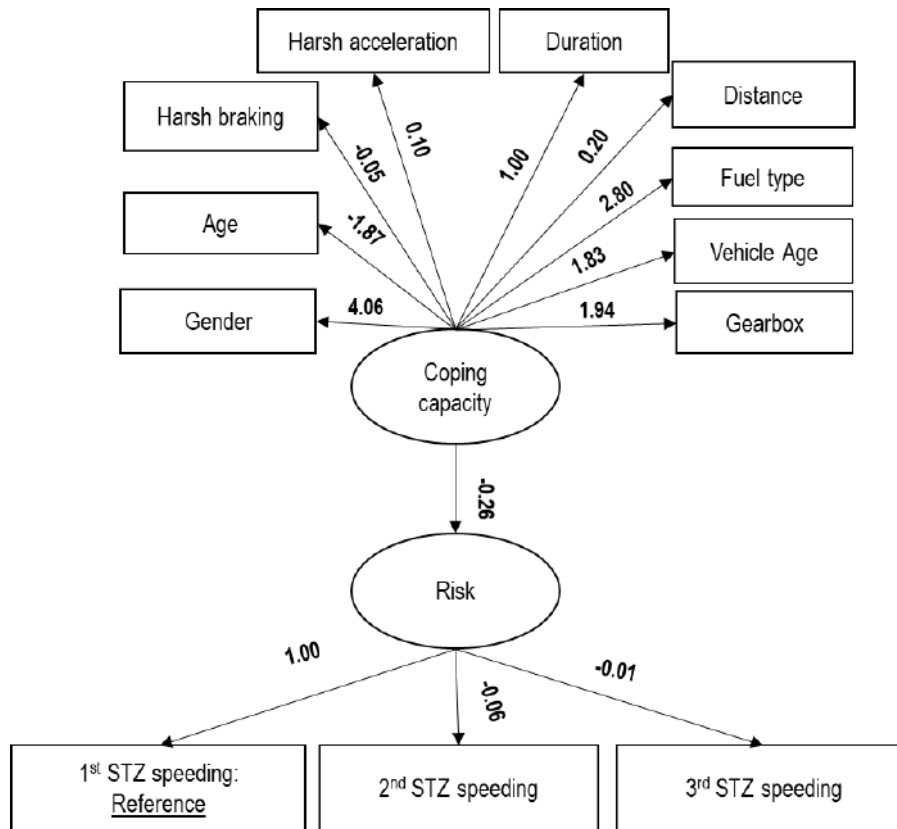 Harsh acceleration
Duration
Harsh braking
Distance
0.10
-0.05
1.00
0.20
Fuel type
2.80
Age
-1.87
Vehicle Age
1.83
Gender
4.06
1.94
Gearbox
Coping
capacity
-0.26
Risk
1.00
-0.06
-0.01
1st STZ speeding:
Reference
2nd STZ speeding
3rd STZ speeding